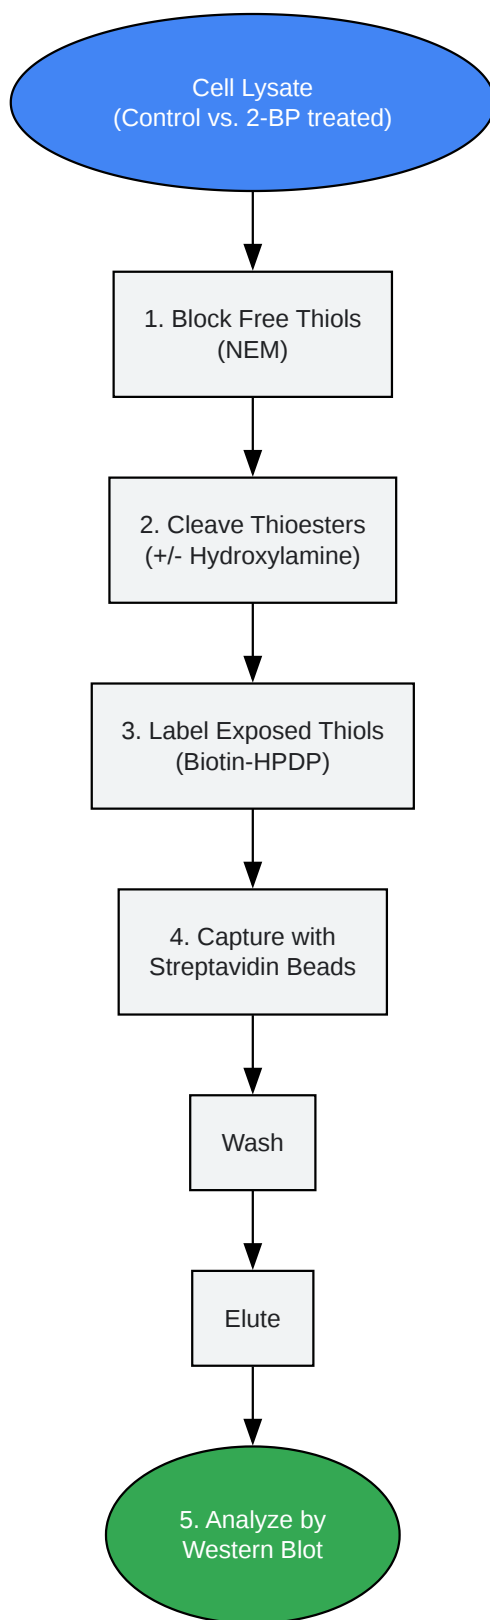 Cell Lysate
(Control vs. 2-BP treated)
1. Block Free Thiols
(NEM)
2. Cleave Thioesters
(+/- Hydroxylamine)
3. Label Exposed Thiols
(Biotin-HPDP)
4. Capture with
Streptavidin Beads
Wash
Elute
5. Analyze by
Western Blot